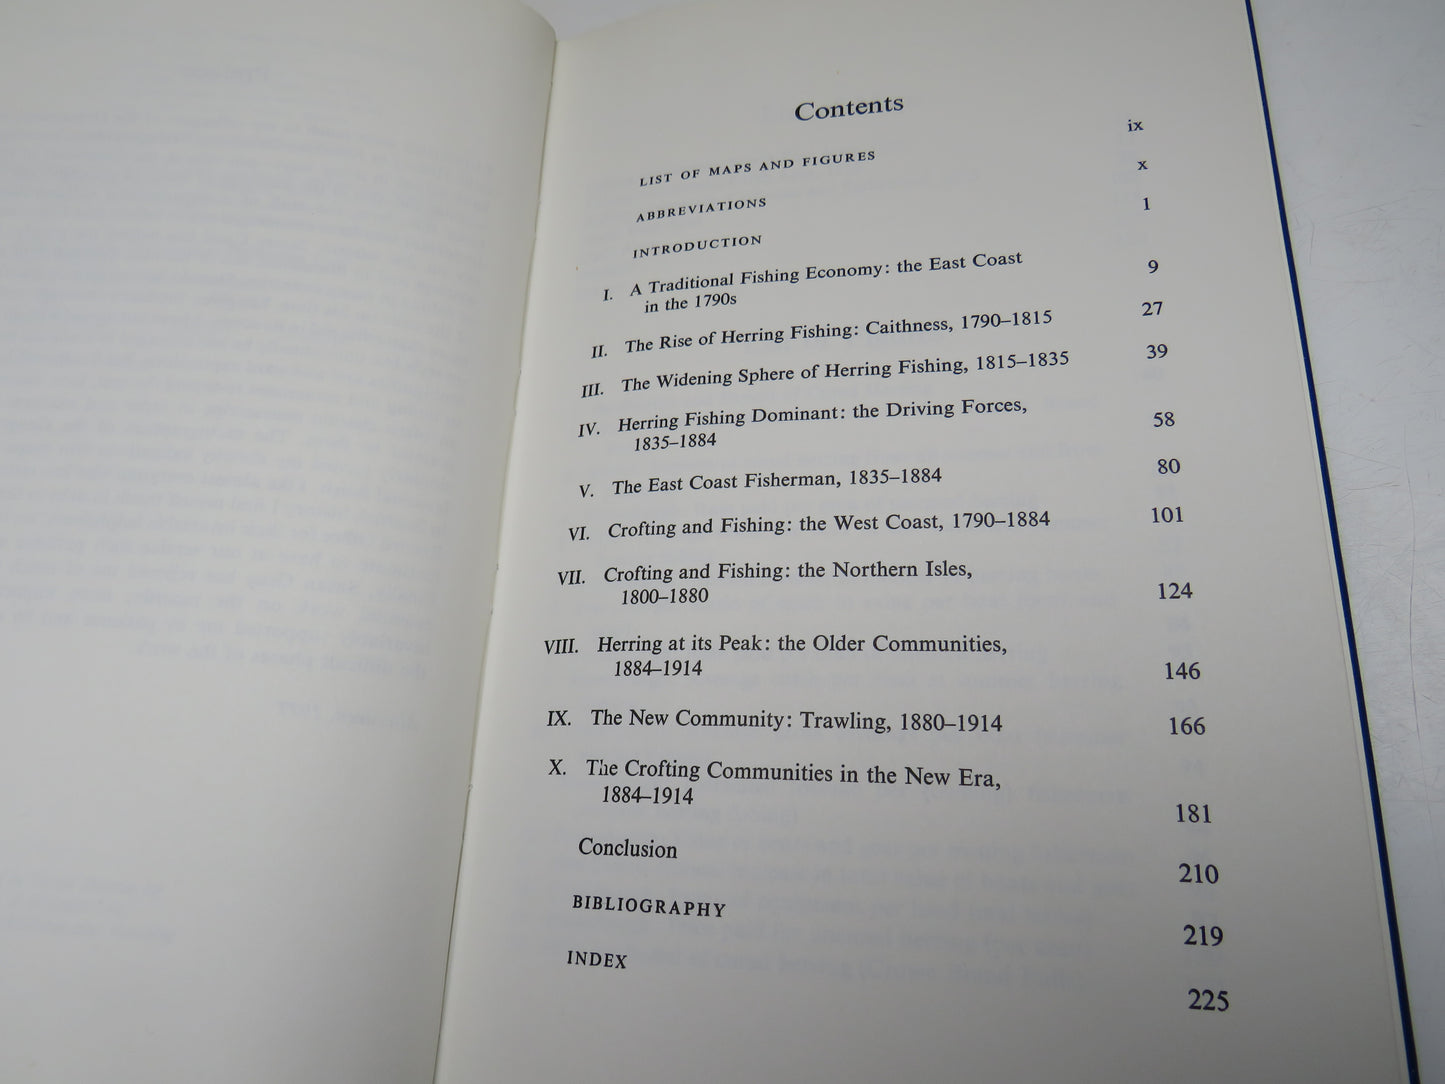 Contents
LIST OF MAPS AND FIGURES ix
ABBREVIATIONS x
INTRODUCTION 1
I. A Traditional Fishing Economy: the East Coast
in the 1790s 9
II. The Rise of Herring Fishing: Caithness, 1790–1815 27
III. The Widening Sphere of Herring Fishing, 1815–1835 39
IV. Herring Fishing Dominant: the Driving Forces,
1835–1884 58
V. The East Coast Fisherman, 1835–1884 80
VI. Crofting and Fishing: the West Coast, 1790–1884 101
VII. Crofting and Fishing: the Northern Isles,
1800–1880 124
VIII. Herring at its Peak: the Older Communities,
1884–1914 146
IX. The New Community: Trawling, 1880–1914 166
X. The Crofting Communities in the New Era,
1884–1914 181
Conclusion 210
BIBLIOGRAPHY 219
INDEX 225